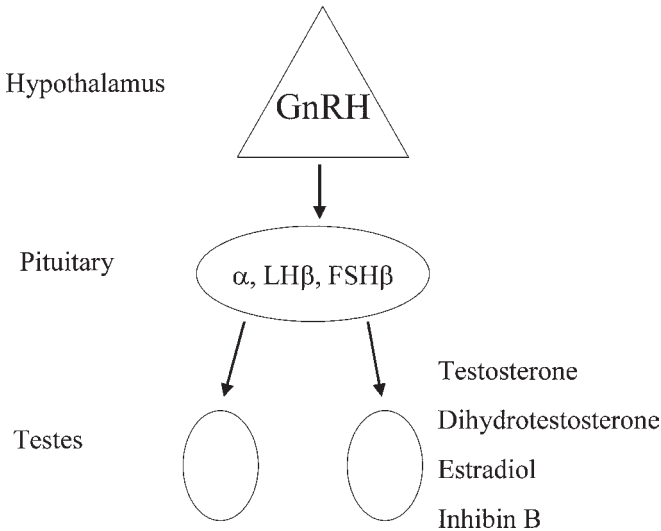 Hypothalamus
GnRH
Pituitary
α, LHβ, FSHβ
Testes
Testosterone
Dihydrotestosterone
Estradiol
Inhibin B